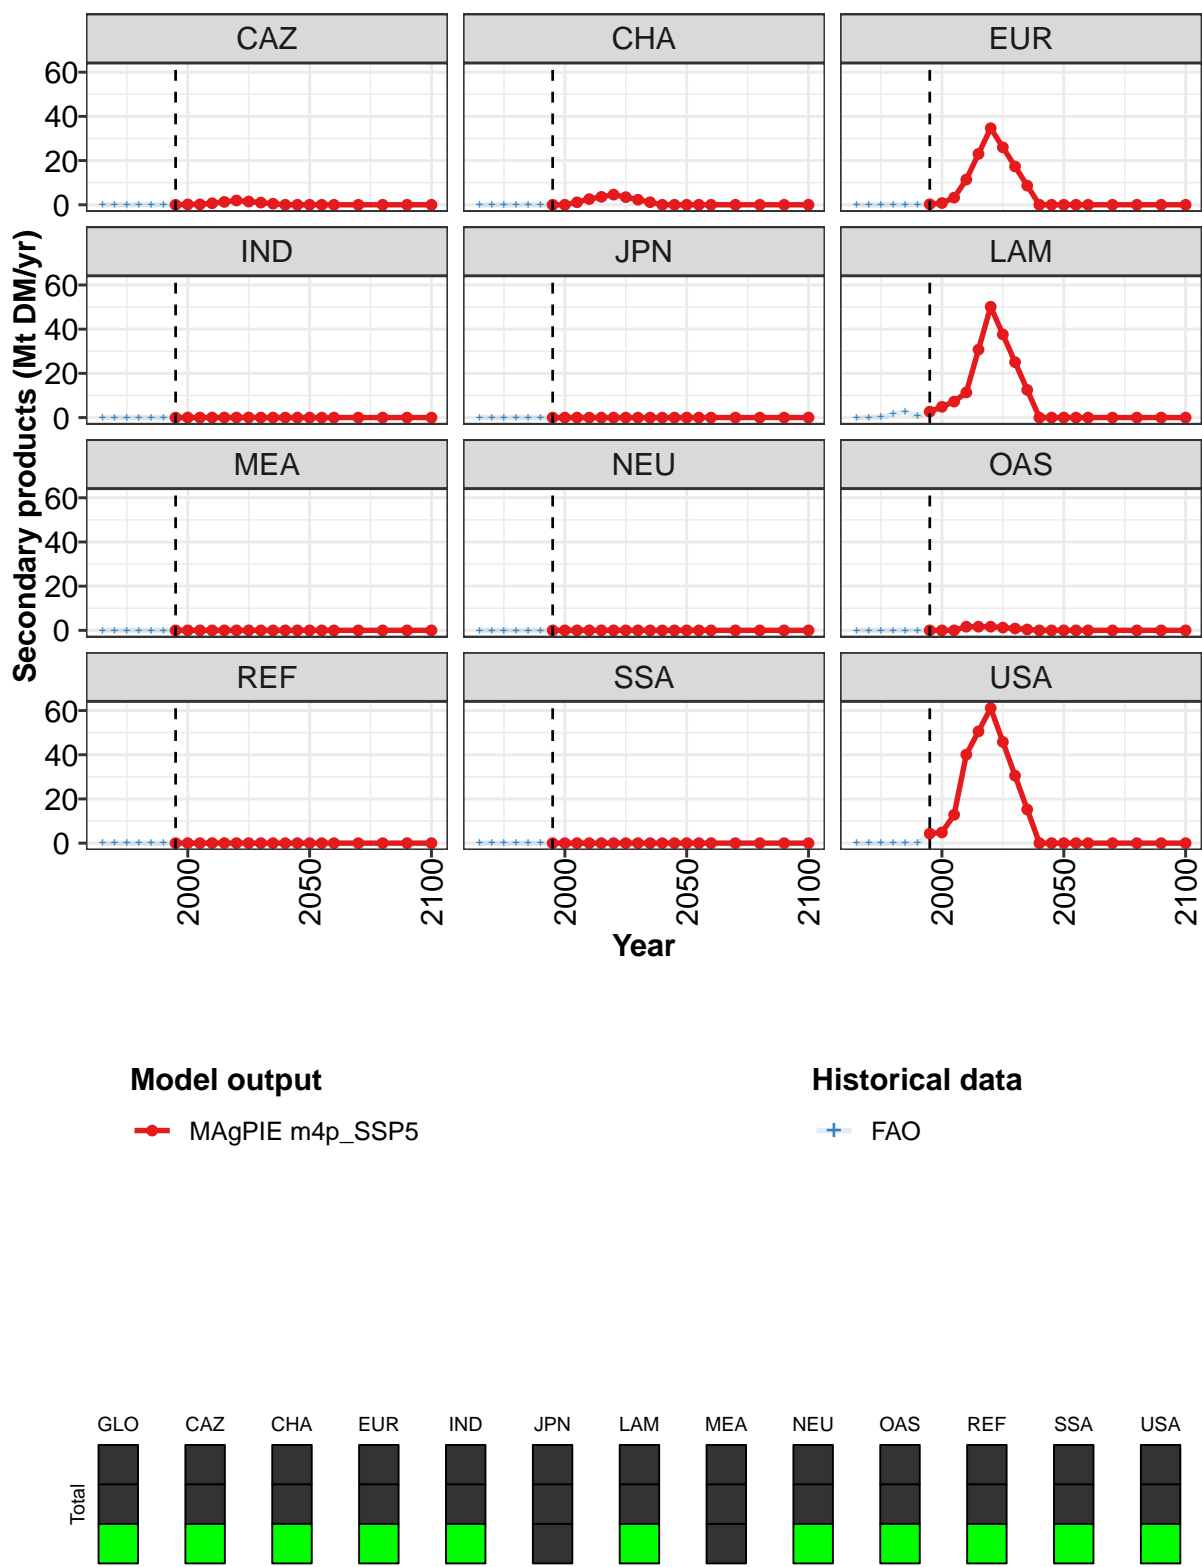 CAZ CHA EUR
60
40
20
0
IND JPN LAM
60
40
20
0
MEA NEU OAS
60
40
20
0
REF SSA USA
60
40
20
0
Secondary products (Mt DM/yr)
2000 2050 2100 2000 2050 2100 2000 2050 2100
Year
Model output Historical data
MAgPIE m4p_SSP5 FAO
GLO CAZ CHA EUR IND JPN LAM MEA NEU OAS REF SSA USA
Total